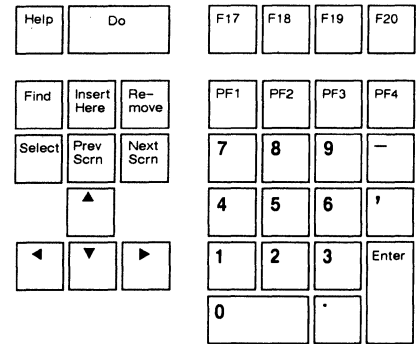 Help Do F17 F18 F19 F20
Find Insert Here Re-move PF1 PF2 PF3 PF4
Select Prev Scrn Next Scrn 7 8 9 –
4 5 6 ,
1 2 3 Enter
0 .